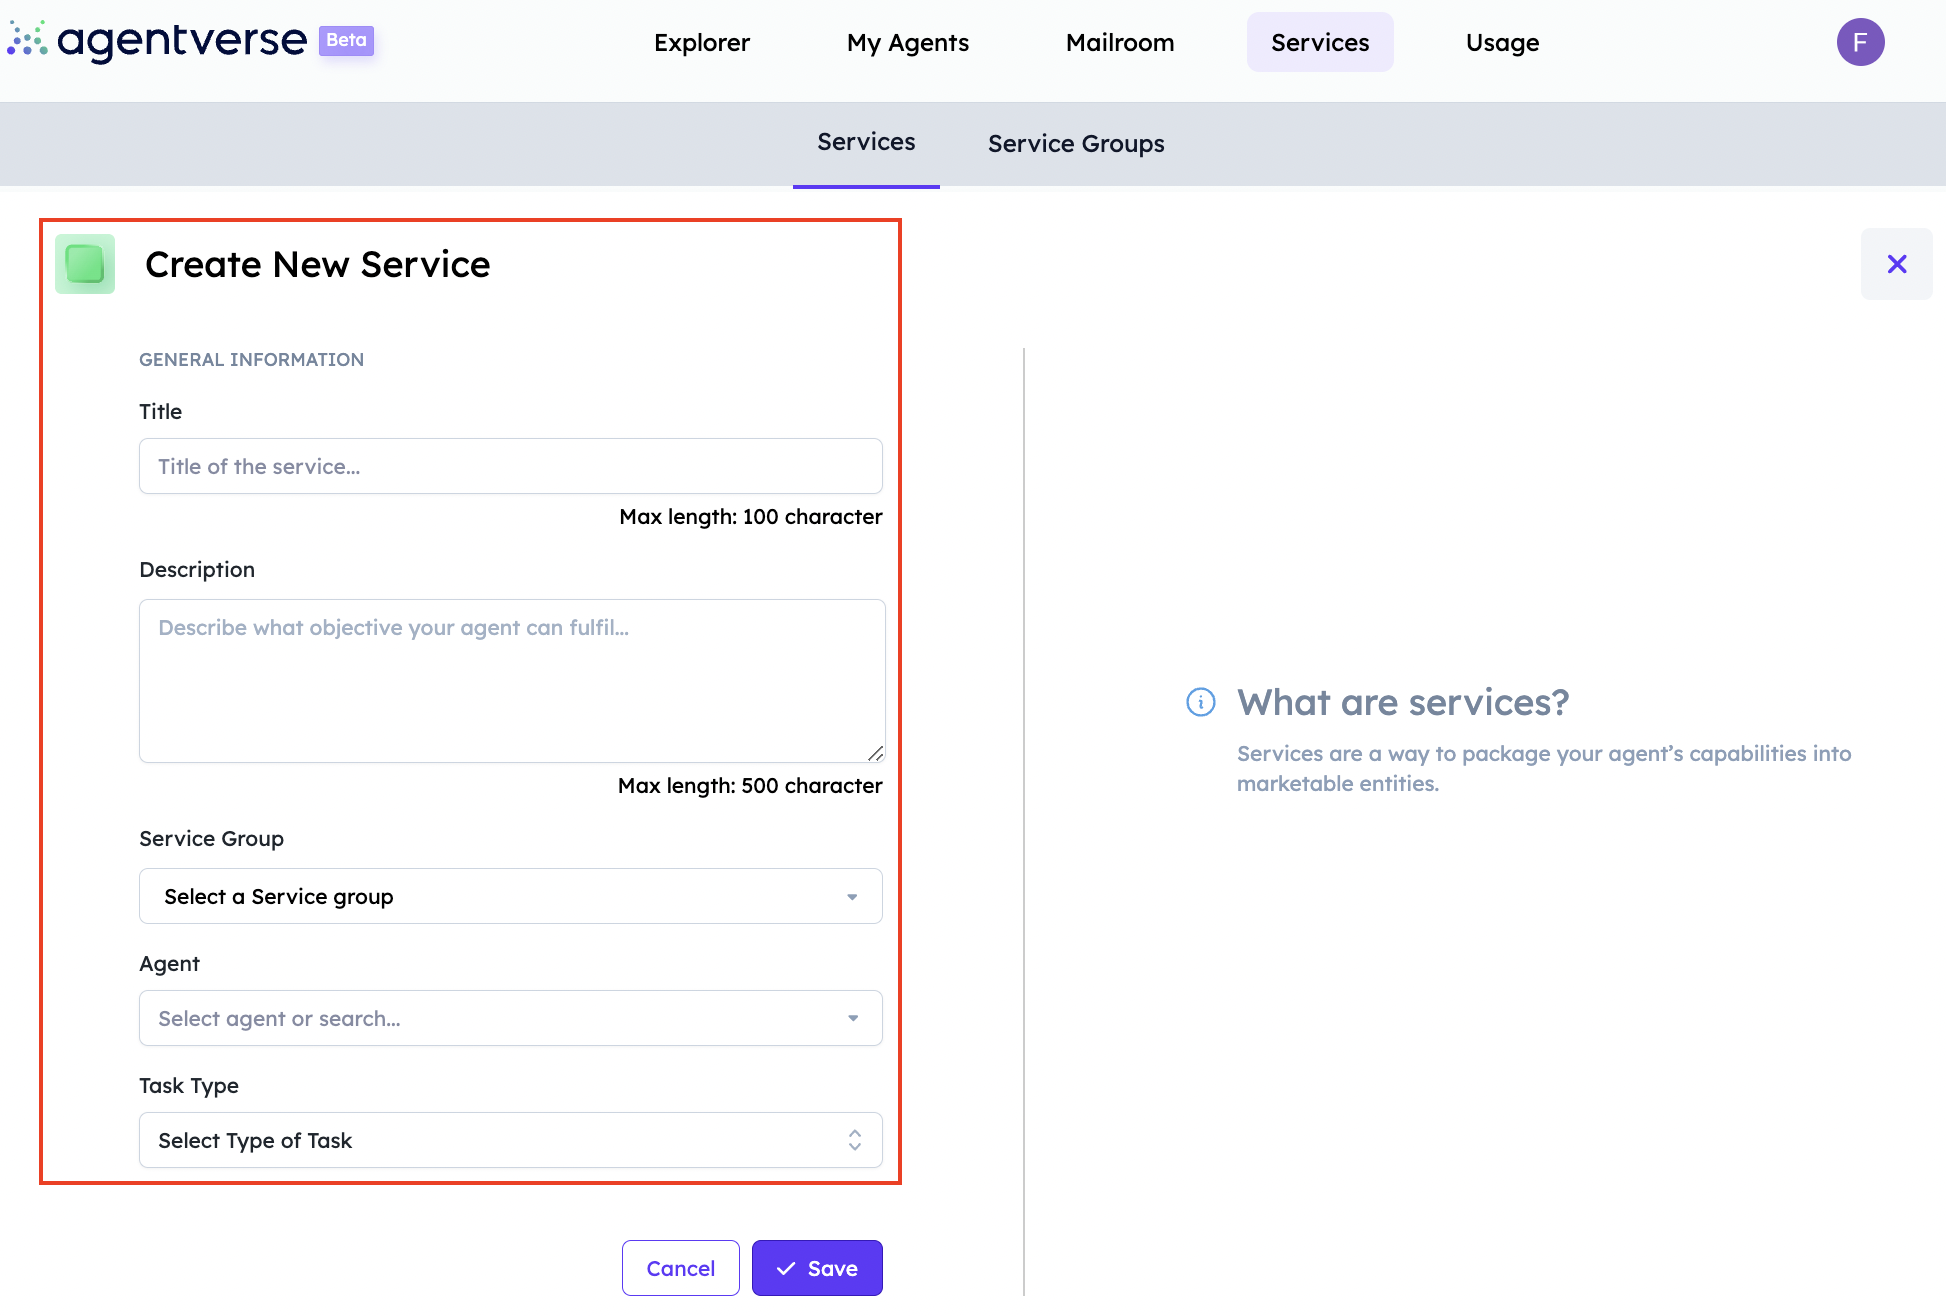 agentverse Beta
Explorer
My Agents
Mailroom
Services
Usage
F
Services
Service Groups
Create New Service
GENERAL INFORMATION
Title
Title of the service...
Max length: 100 character
Description
Describe what objective your agent can fulfil...
Max length: 500 character
Service Group
Select a Service group
Agent
Select agent or search...
Task Type
Select Type of Task
Cancel
Save
What are services?
Services are a way to package your agent’s capabilities into
marketable entities.